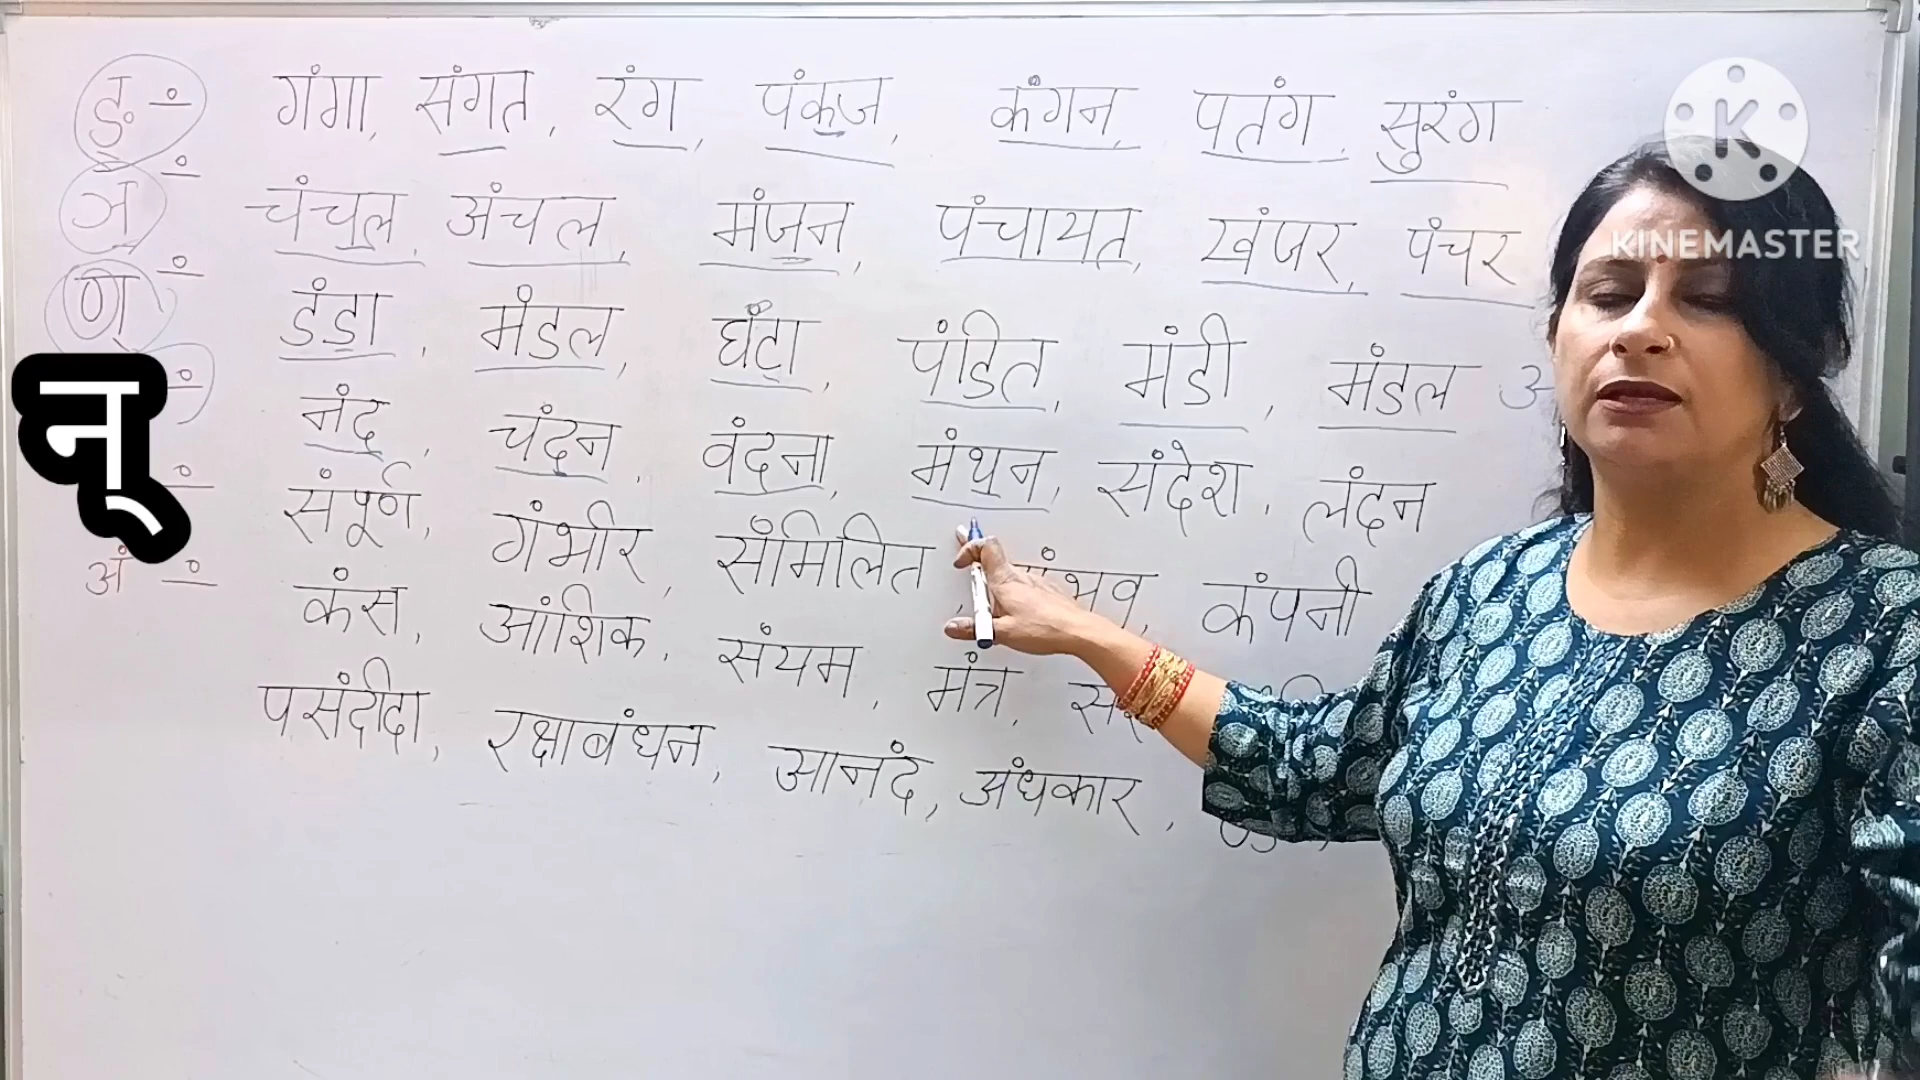 ङ् गंगा, संगत, रंग, पंकज, कंगन, पतंग, सुरंग
ञ् चंचल, अंचल, मंजन, पंचायत, खंजर, पंचर
ण् डंडा, मंडल, घंटा, पंडित, मंडी, मंडल
न् नंद, चंदन, वंदना, मंथन, संदेश, लंदन
संपूर्ण, गंभीर, संमिलित, कंपनी
अं कंस, आंशिक, संयम, मंत्र,
पसंदीदा, रक्षाबंधन, आनंद, अंधकार,
K
KINEMASTER